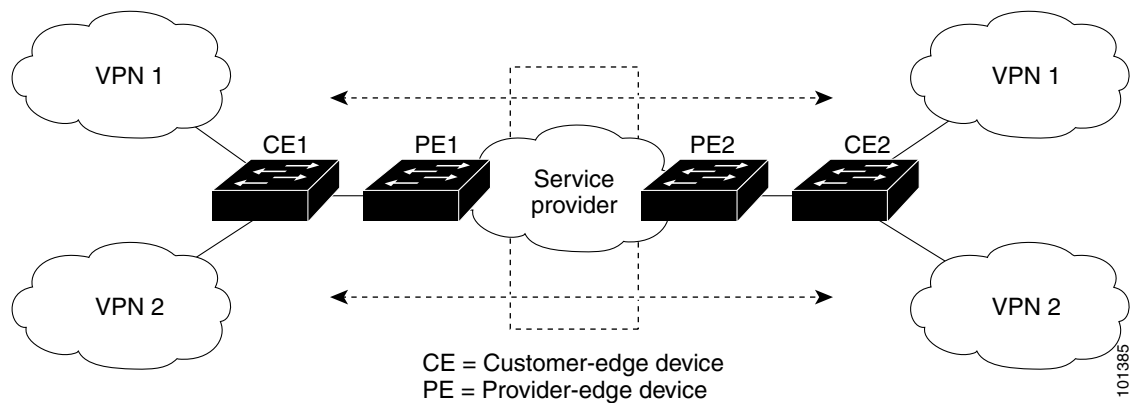 VPN 1
VPN 1
CE1
PE1
PE2
CE2
Service
provider
VPN 2
VPN 2
CE = Customer-edge device
PE = Provider-edge device
101385